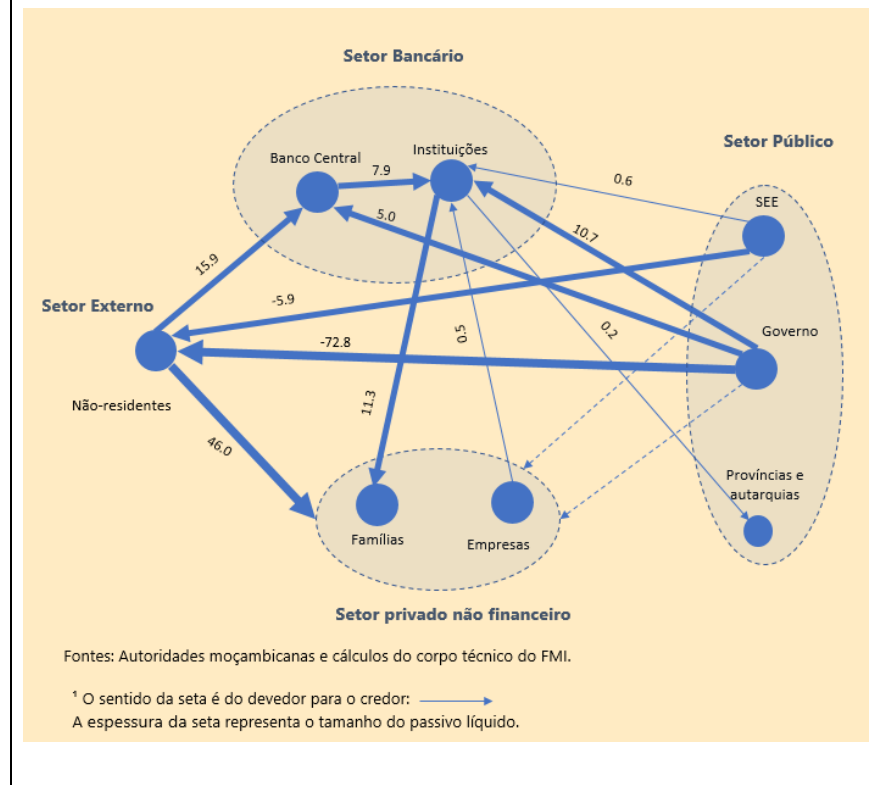 Setor Bancário
Banco Central
Instituições
7.9
5.0
10.7
0.6
Setor Público
SEE
15.9
-5.9
Setor Externo
-72.8
0.2
Governo
0.5
Não-residentes
11.3
46.0
Províncias e
autarquias
Famílias
Empresas
Setor privado não financeiro
Fontes: Autoridades moçambicanas e cálculos do corpo técnico do FMI.
¹ O sentido da seta é do devedor para o credor:
A espessura da seta representa o tamanho do passivo líquido.